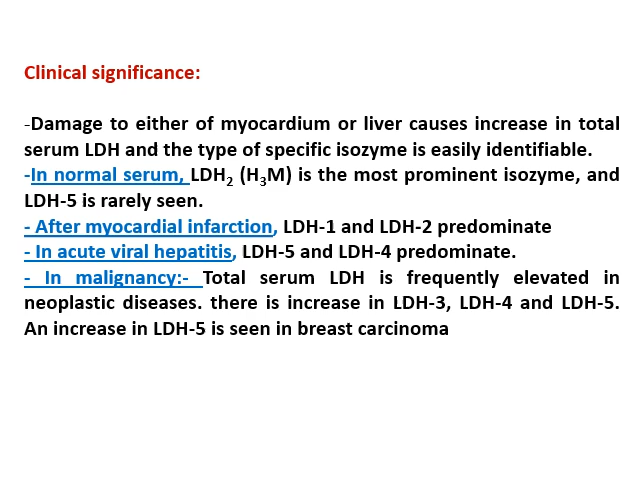 Clinical significance:
-Damage to either of myocardium or liver causes increase in total
serum LDH and the type of specific isozyme is easily identifiable.
-In normal serum, LDH₂ (H₃M) is the most prominent isozyme, and
LDH-5 is rarely seen.
- After myocardial infarction, LDH-1 and LDH-2 predominate
- In acute viral hepatitis, LDH-5 and LDH-4 predominate.
- In malignancy:- Total serum LDH is frequently elevated in
neoplastic diseases. there is increase in LDH-3, LDH-4 and LDH-5.
An increase in LDH-5 is seen in breast carcinoma